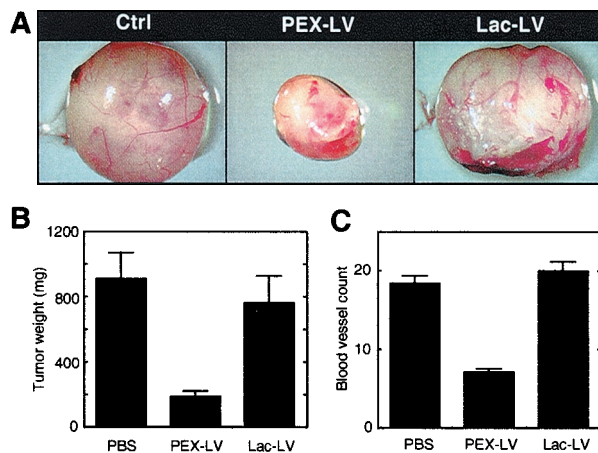 A
Ctrl PEX-LV Lac-LV
B
1200
800
400
0
Tumor weight (mg)
PBS PEX-LV Lac-LV
C
20
10
0
Blood vessel count
PBS PEX-LV Lac-LV